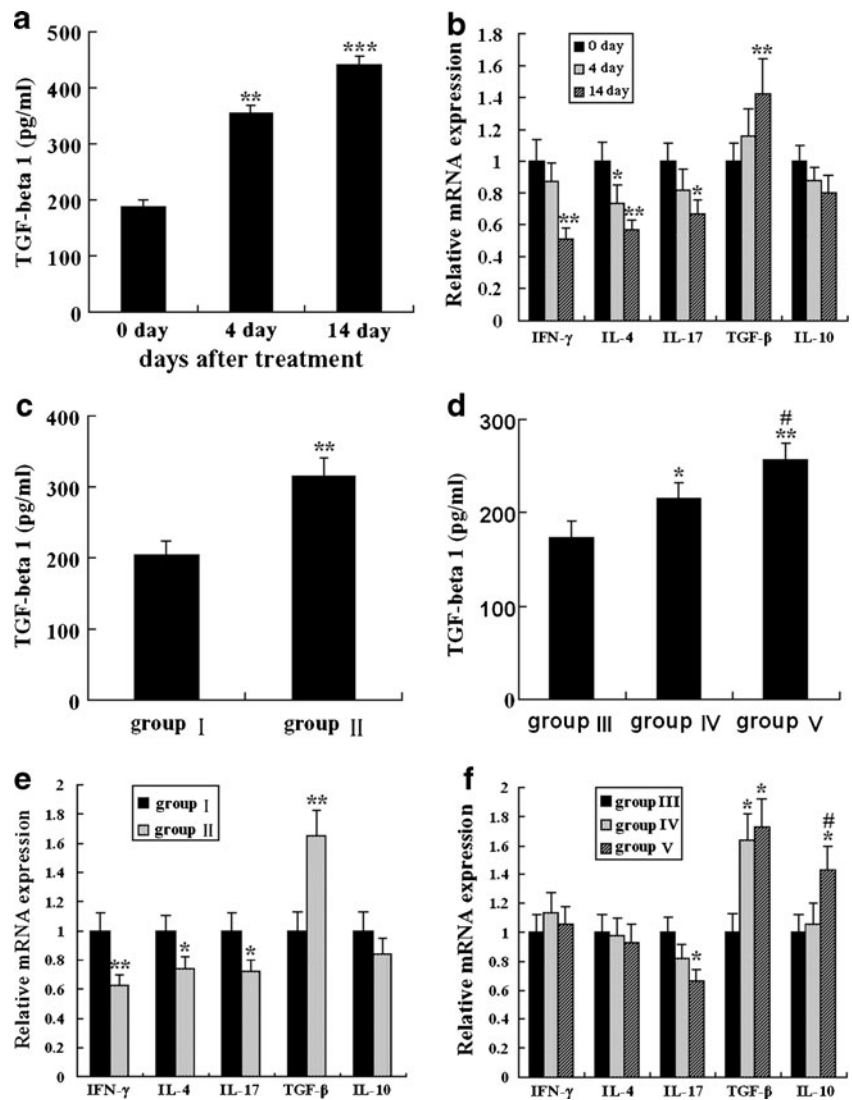 a
TGF-beta 1 (pg/ml)
500
400
300
200
100
0
**
***
0 day 4 day 14 day
days after treatment
b
Relative mRNA expression
1.8
1.6
1.4
1.2
1
0.8
0.6
0.4
0.2
0
0 day
4 day
14 day
**
*
**
*
**
IFN-γ IL-4 IL-17 TGF-β IL-10
c
TGF-beta 1 (pg/ml)
400
300
200
100
0
**
group Ⅰ group Ⅱ
d
TGF-beta 1 (pg/ml)
300
200
100
0
*
#
**
group Ⅲ group Ⅳ group Ⅴ
e
Relative mRNA expression
2
1.8
1.6
1.4
1.2
1
0.8
0.6
0.4
0.2
0
group Ⅰ
group Ⅱ
**
*
*
**
IFN-γ IL-4 IL-17 TGF-β IL-10
f
Relative mRNA expression
2
1.8
1.6
1.4
1.2
1
0.8
0.6
0.4
0.2
0
group Ⅲ
group Ⅳ
group Ⅴ
*
* *
#
*
IFN-γ IL-4 IL-17 TGF-β IL-10